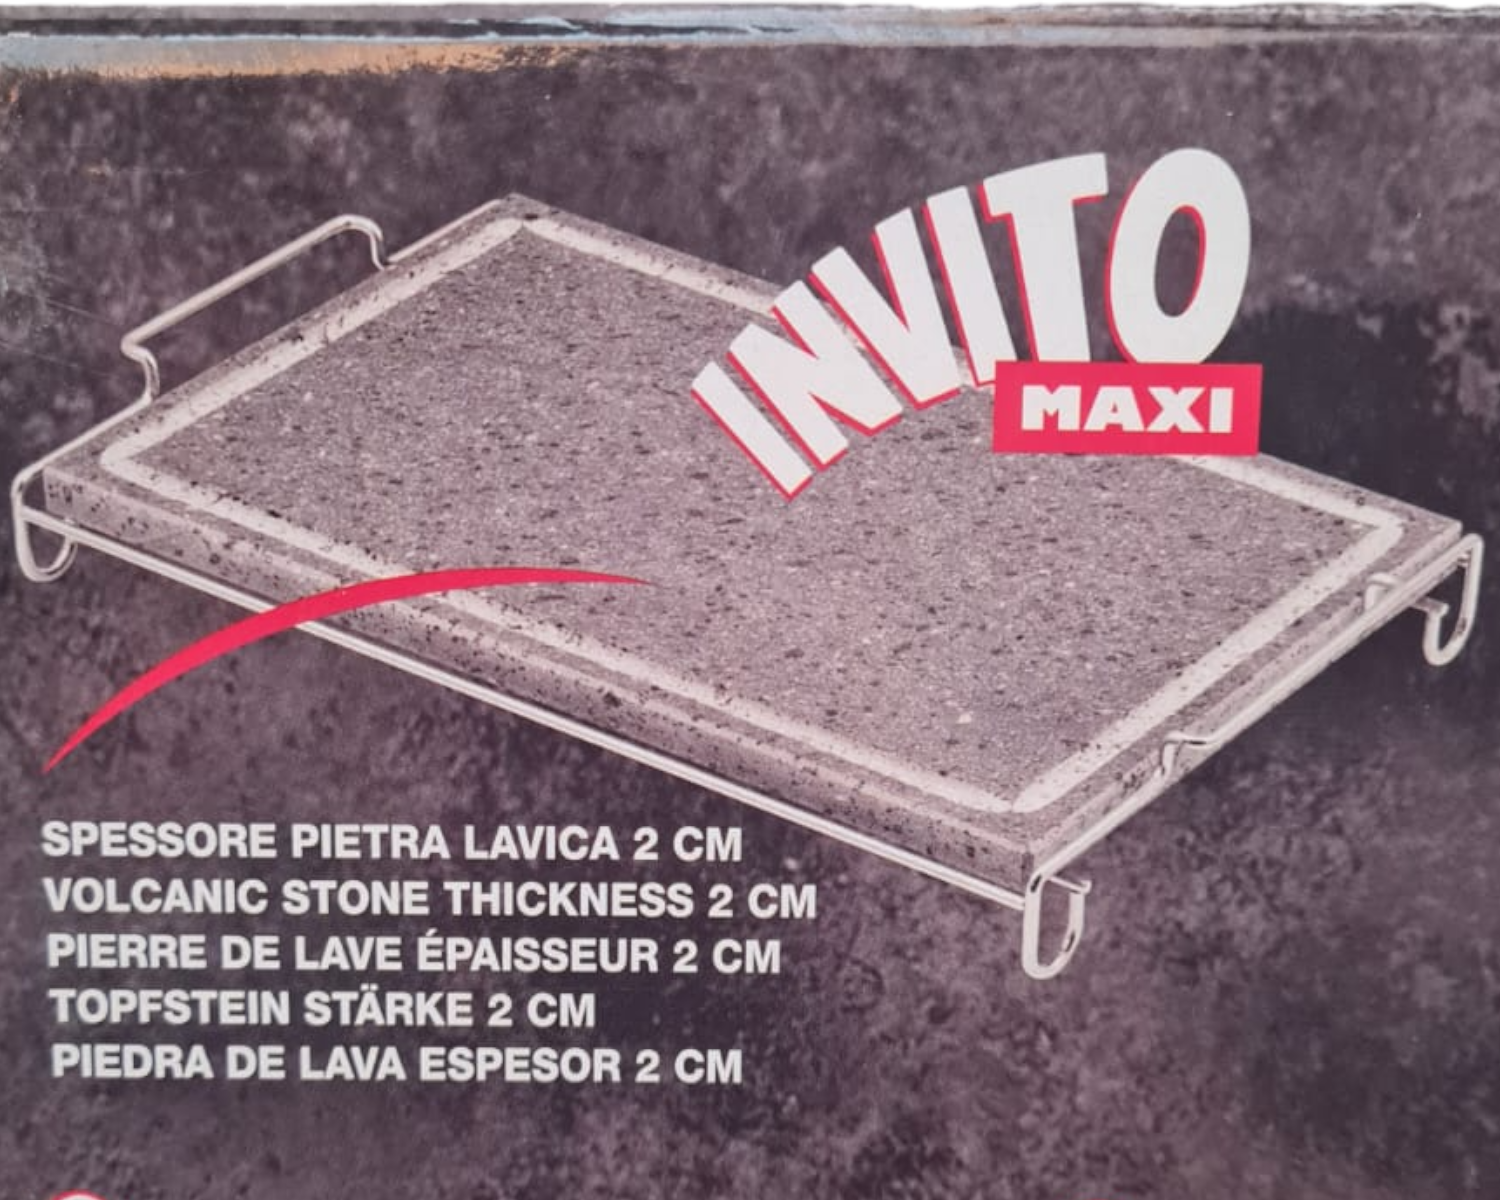 INVITO
MAXI
SPESSORE PIETRA LAVICA 2 CM
VOLCANIC STONE THICKNESS 2 CM
PIERRE DE LAVE ÉPAISSEUR 2 CM
TOPFSTEIN STÄRKE 2 CM
PIEDRA DE LAVA ESPESOR 2 CM